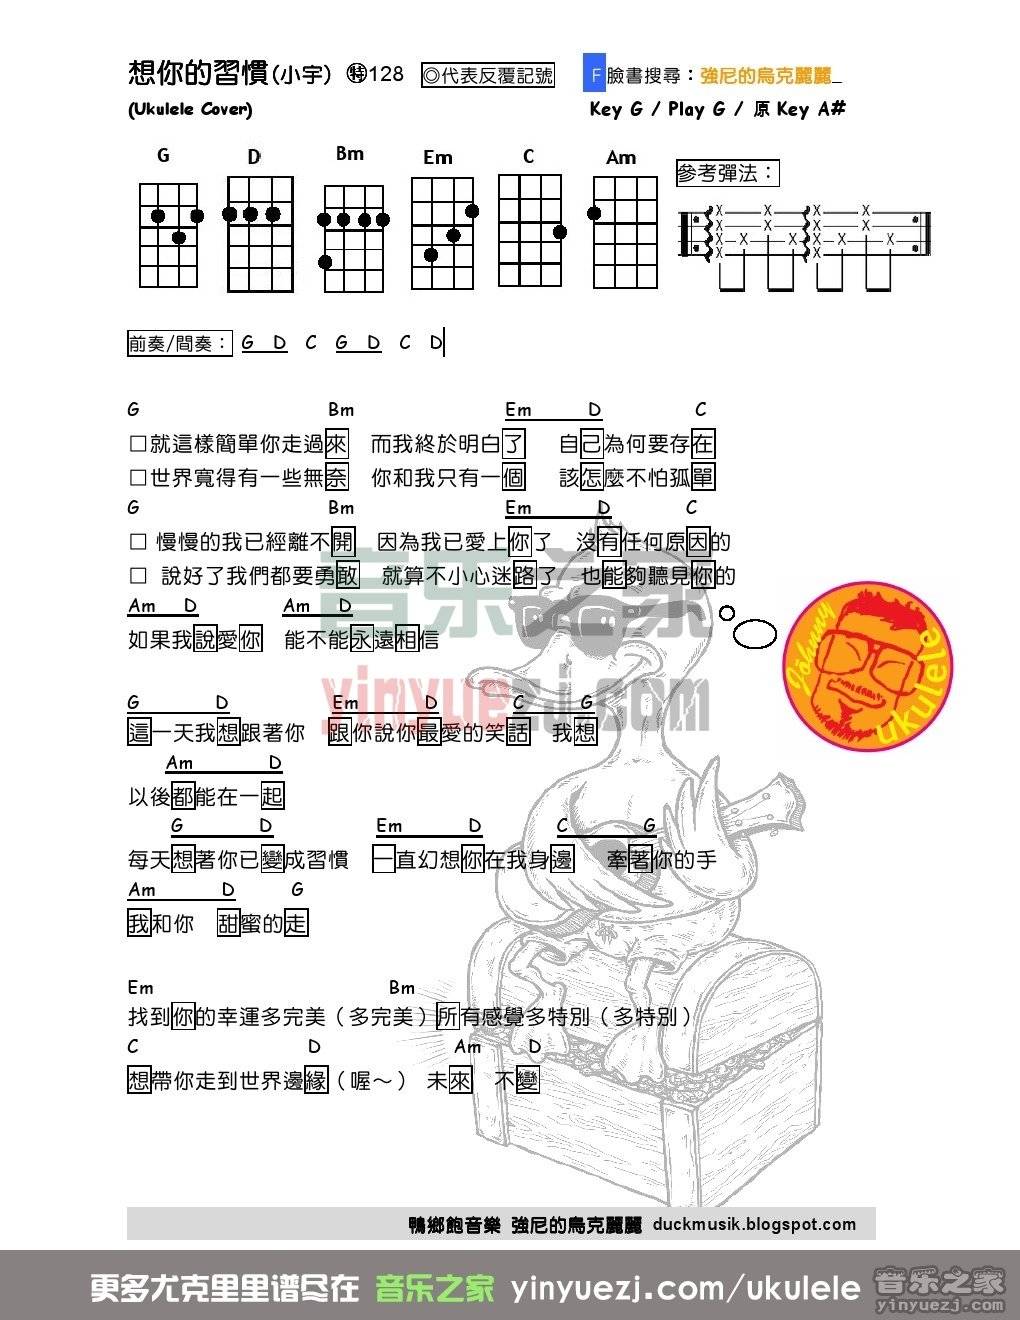 想你的習慣(小宇) ㊕128 ◎代表反覆記號 F 臉書搜尋：強尼的烏克麗麗_
(Ukulele Cover) Key G / Play G / 原 Key A#
G D Bm Em C Am 參考彈法：
前奏/間奏： G D C G D C D
G Bm Em D C
□就這樣簡單你走過來 而我終於明白了 自己為何要存在
□世界寬得有一些無奈 你和我只有一個 該怎麼不怕孤單
G Bm Em D C
□ 慢慢的我已經離不開 因為我已愛上你了 沒有任何原因的
□ 說好了我們都要勇敢 就算不小心迷路了 也能夠聽見你的
Am D Am D
如果我說愛你 能不能永遠相信
G D Em D C G
這一天我想跟著你 跟你說你最愛的笑話 我想
Am D
以後都能在一起
G D Em D C G
每天想著你已變成習慣 一直幻想你在我身邊 牽著你的手
Am D G
我和你 甜蜜的走
Em Bm
找到你的幸運多完美（多完美）所有感覺多特別（多特別）
C D Am D
想帶你走到世界邊緣（喔～） 未來 不變
音乐之家
yinyuezj.com
Johnny
ukulele
鴨鄉飽音樂 強尼的烏克麗麗 duckmusik.blogspot.com
更多尤克里里谱尽在 音乐之家 yinyuezj.com/ukulele
音乐之家
yinyuezj.com